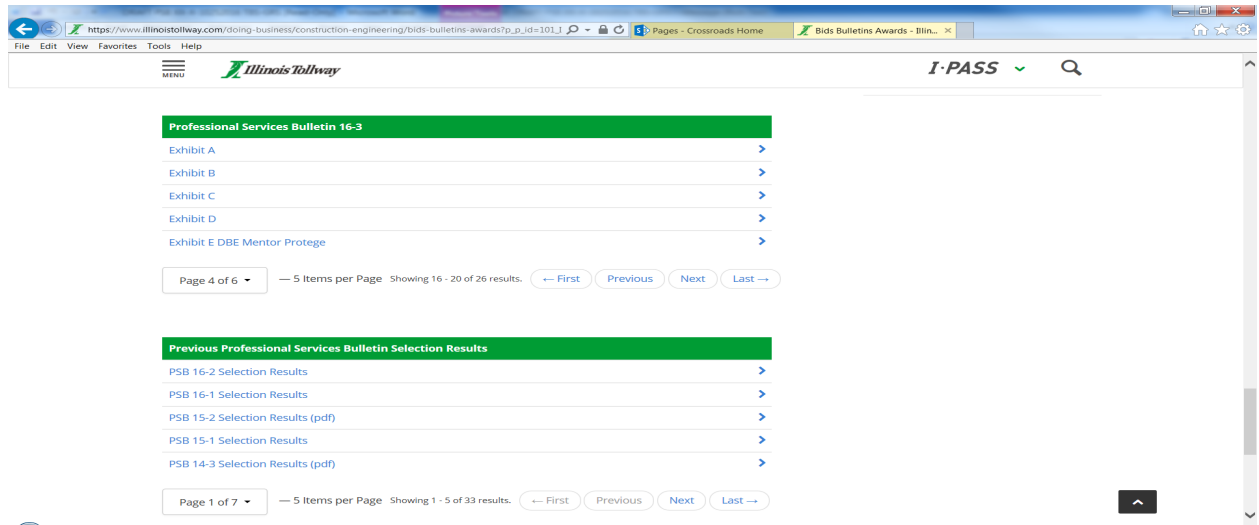 https://www.illinoistollway.com/doing-business/construction-engineering/bids-bulletins-awards?p_p_id=101_I
Pages - Crossroads Home
Bids Bulletins Awards - Illin...
File Edit View Favorites Tools Help
MENU
Illinois Tollway
I·PASS
Professional Services Bulletin 16-3
Exhibit A
Exhibit B
Exhibit C
Exhibit D
Exhibit E DBE Mentor Protege
Page 4 of 6 — 5 Items per Page Showing 16 - 20 of 26 results. ← First Previous Next Last →
Previous Professional Services Bulletin Selection Results
PSB 16-2 Selection Results
PSB 16-1 Selection Results
PSB 15-2 Selection Results (pdf)
PSB 15-1 Selection Results
PSB 14-3 Selection Results (pdf)
Page 1 of 7 — 5 Items per Page Showing 1 - 5 of 33 results. ← First Previous Next Last →